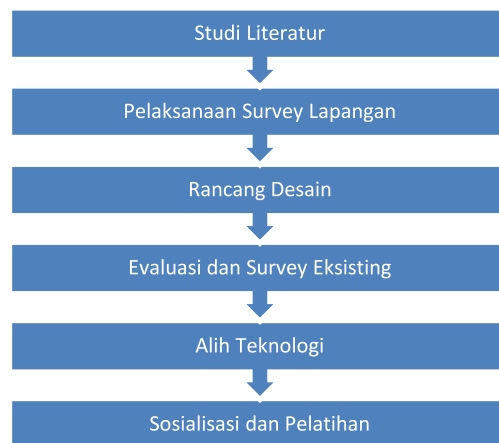 Studi Literatur
Pelaksanaan Survey Lapangan
Rancang Desain
Evaluasi dan Survey Eksisting
Alih Teknologi
Sosialisasi dan Pelatihan